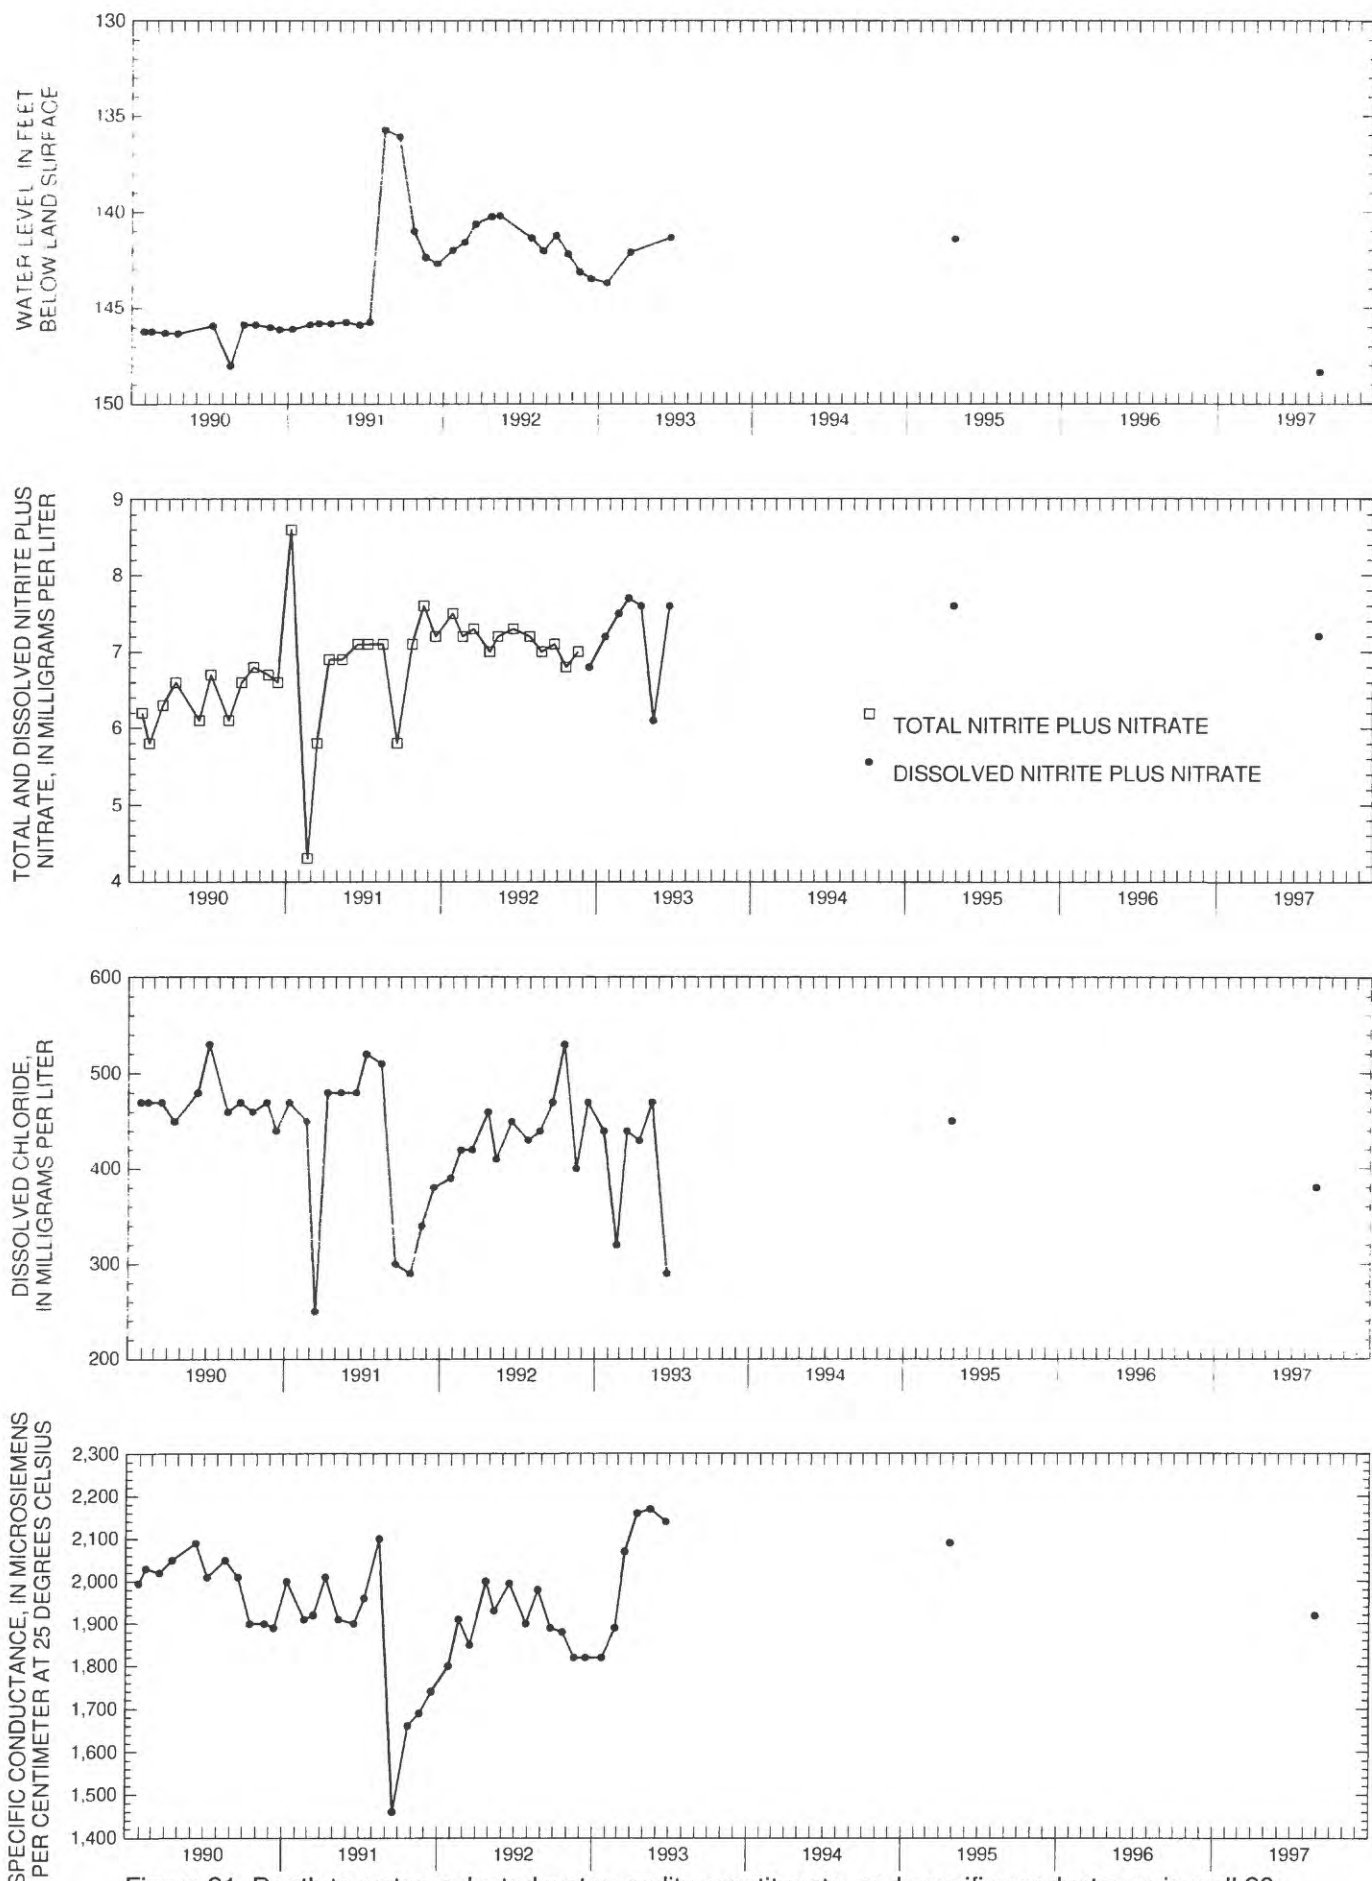 WATER LEVEL IN FEET
BELOW LAND SURFACE
130
135
140
145
150
1990 1991 1992 1993 1994 1995 1996 1997
TOTAL AND DISSOLVED NITRITE PLUS
NITRATE, IN MILLIGRAMS PER LITER
9
8
7
6
5
4
TOTAL NITRITE PLUS NITRATE
DISSOLVED NITRITE PLUS NITRATE
1990 1991 1992 1993 1994 1995 1996 1997
DISSOLVED CHLORIDE,
IN MILLIGRAMS PER LITER
600
500
400
300
200
1990 1991 1992 1993 1994 1995 1996 1997
SPECIFIC CONDUCTANCE, IN MICROSIEMENS
PER CENTIMETER AT 25 DEGREES CELSIUS
2,300
2,200
2,100
2,000
1,900
1,800
1,700
1,600
1,500
1,400
1990 1991 1992 1993 1994 1995 1996 1997